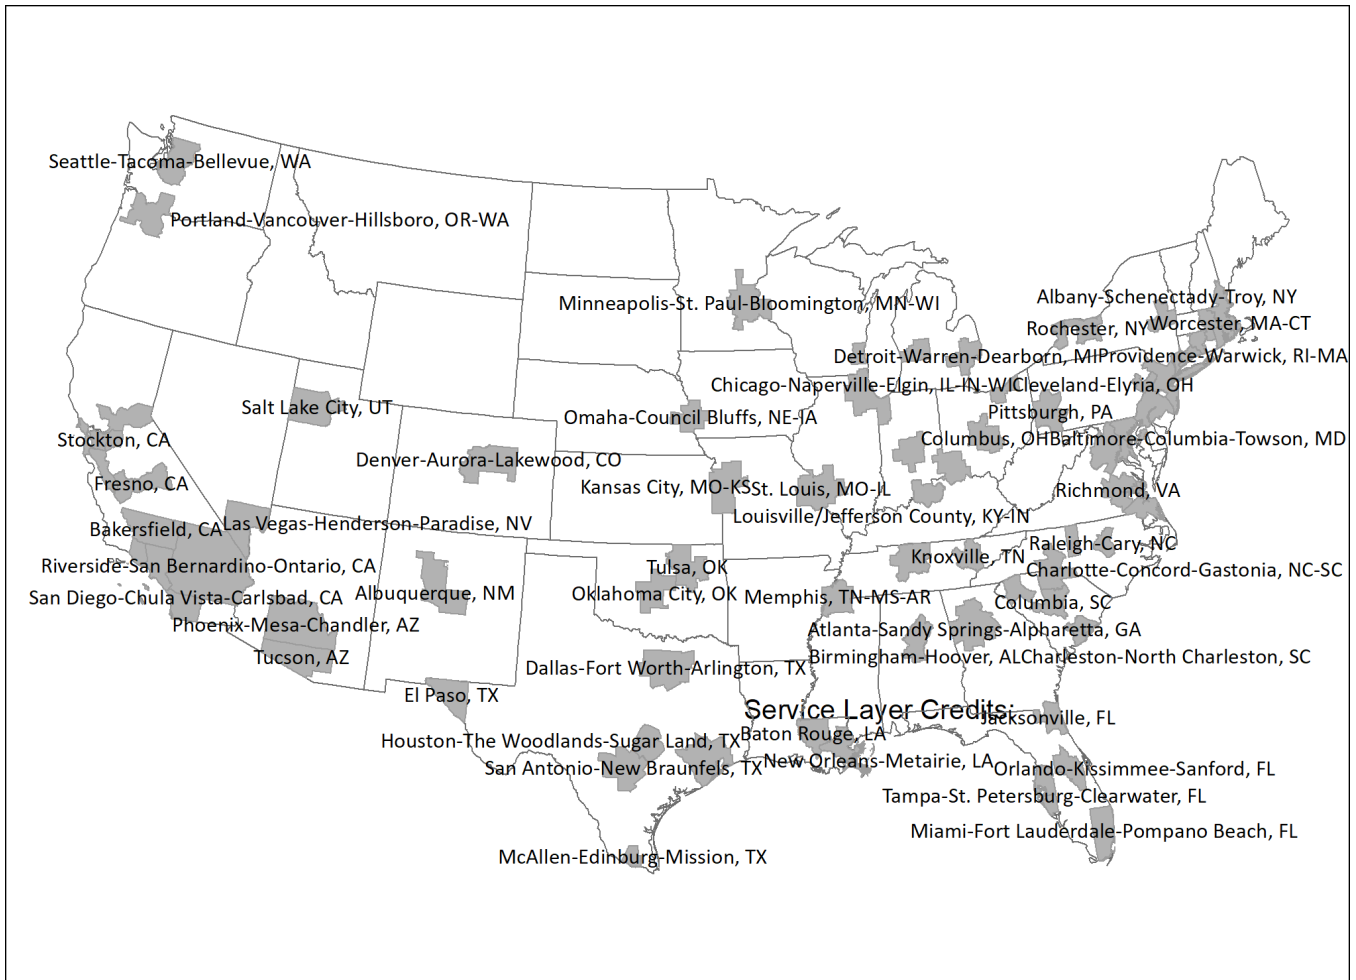 Seattle-Tacoma-Bellevue, WA
Portland-Vancouver-Hillsboro, OR-WA
Albany-Schenectady-Troy, NY
Minneapolis-St. Paul-Bloomington, MN-WI
Rochester, NY
Worcester, MA-CT
Detroit-Warren-Dearborn, MI
Providence-Warwick, RI-MA
Chicago-Naperville-Elgin, IL-IN-WI
Cleveland-Elyria, OH
Salt Lake City, UT
Omaha-Council Bluffs, NE-IA
Pittsburgh, PA
Stockton, CA
Columbus, OH
Baltimore-Columbia-Towson, MD
Denver-Aurora-Lakewood, CO
Fresno, CA
Kansas City, MO-KS
St. Louis, MO-IL
Richmond, VA
Louisville/Jefferson County, KY-IN
Bakersfield, CA
Las Vegas-Henderson-Paradise, NV
Raleigh-Cary, NC
Knoxville, TN
Riverside-San Bernardino-Ontario, CA
Tulsa, OK
Charlotte-Concord-Gastonia, NC-SC
San Diego-Chula Vista-Carlsbad, CA
Albuquerque, NM
Oklahoma City, OK
Memphis, TN-MS-AR
Columbia, SC
Phoenix-Mesa-Chandler, AZ
Atlanta-Sandy Springs-Alpharetta, GA
Tucson, AZ
Birmingham-Hoover, AL
Charleston-North Charleston, SC
Dallas-Fort Worth-Arlington, TX
El Paso, TX
Service Layer Credits:
Jacksonville, FL
Houston-The Woodlands-Sugar Land, TX
Baton Rouge, LA
New Orleans-Metairie, LA
San Antonio-New Braunfels, TX
Orlando-Kissimmee-Sanford, FL
Tampa-St. Petersburg-Clearwater, FL
Miami-Fort Lauderdale-Pompano Beach, FL
McAllen-Edinburg-Mission, TX